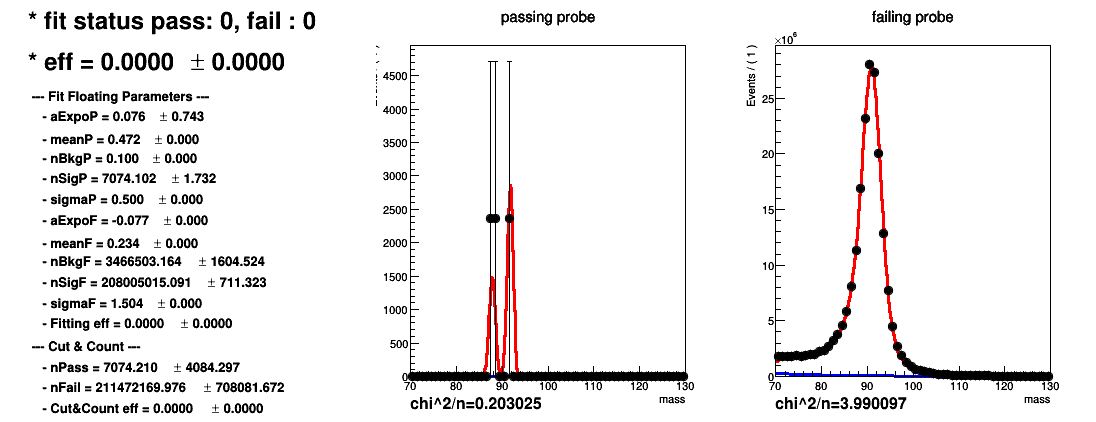 * fit status pass: 0, fail : 0
* eff = 0.0000 ± 0.0000
--- Fit Floating Parameters ---
- aExpoP = 0.076 ± 0.743
- meanP = 0.472 ± 0.000
- nBkgP = 0.100 ± 0.000
- nSigP = 7074.102 ± 1.732
- sigmaP = 0.500 ± 0.000
- aExpoF = -0.077 ± 0.000
- meanF = 0.234 ± 0.000
- nBkgF = 3466503.164 ± 1604.524
- nSigF = 208005015.091 ± 711.323
- sigmaF = 1.504 ± 0.000
- Fitting eff = 0.0000 ± 0.0000
--- Cut & Count ---
- nPass = 7074.210 ± 4084.297
- nFail = 211472169.976 ± 708081.672
- Cut&Count eff = 0.0000 ± 0.0000
passing probe
4500
4000
3500
3000
2500
2000
1500
1000
500
0
70 80 90 100 110 120 130
mass
chi^2/n=0.203025
failing probe
×10^6
Events / ( 1 )
25
20
15
10
5
0
70 80 90 100 110 120 130
mass
chi^2/n=3.990097